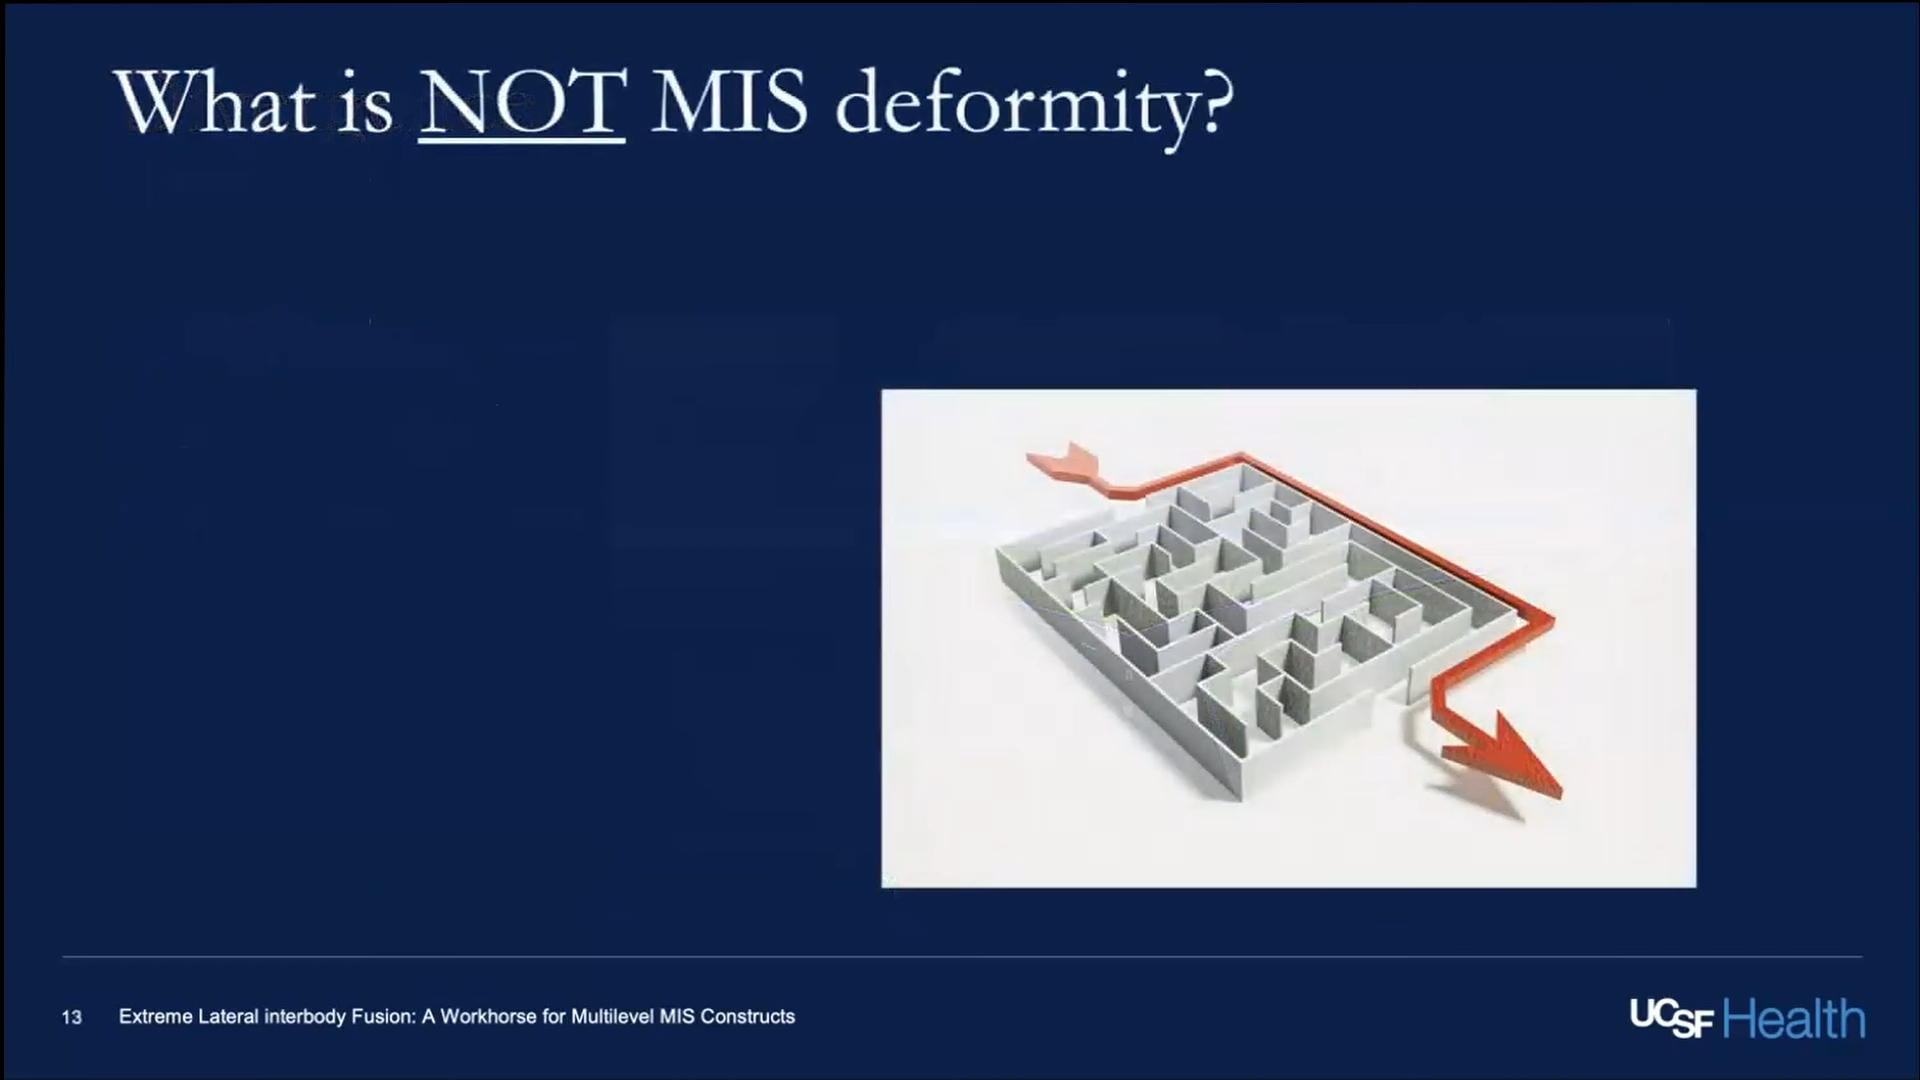 What is NOT MIS deformity?
13 Extreme Lateral interbody Fusion: A Workhorse for Multilevel MIS Constructs
UCSF Health